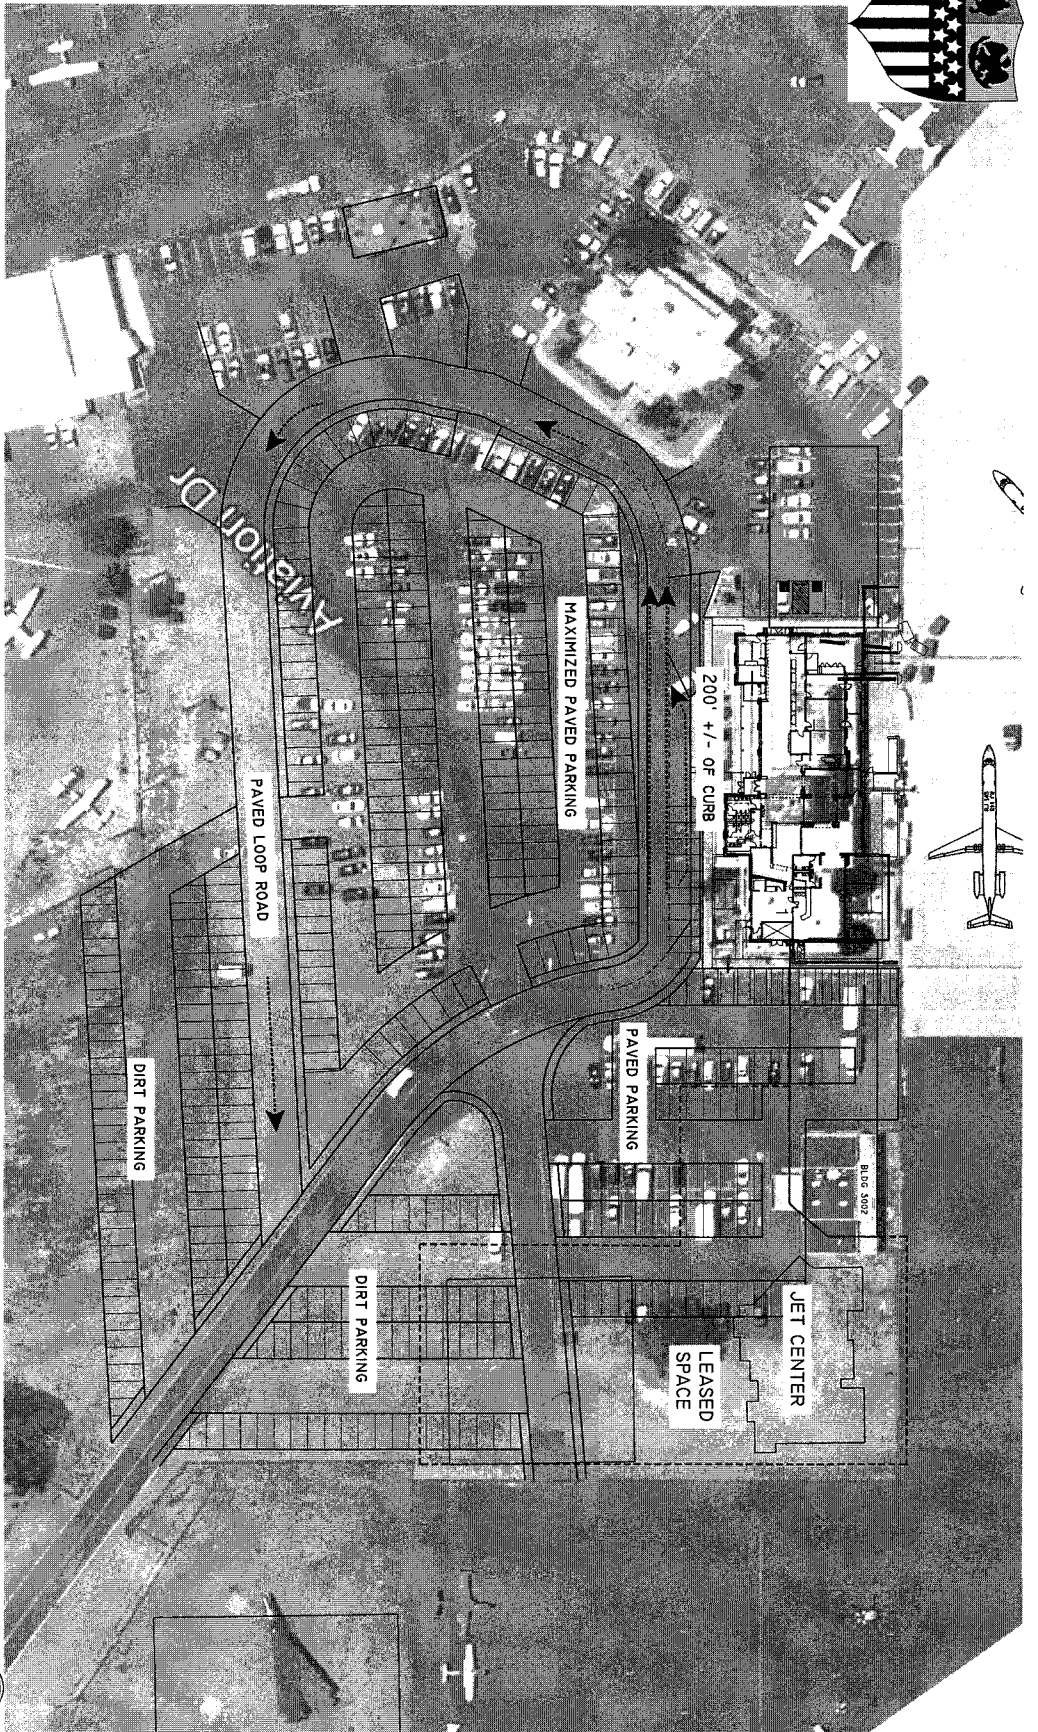 Aviation Dr
MAXIMIZED PAVED PARKING
200' +/- OF CURB
PAVED LOOP ROAD
DIRT PARKING
PAVED PARKING
BLDG 3002
DIRT PARKING
JET CENTER
LEASED
SPACE